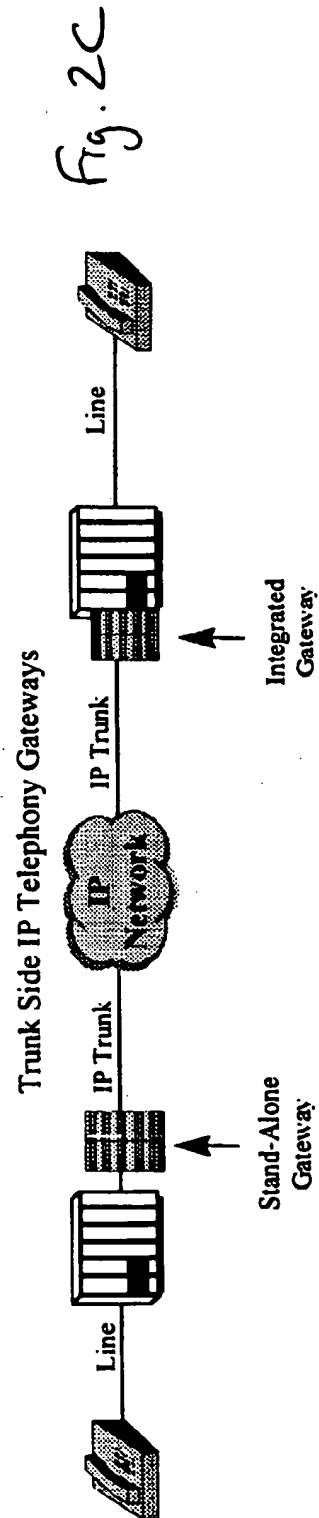 Trunk Side IP Telephony Gateways
Line
IP Trunk
IP
Network
IP Trunk
Line
Stand-Alone
Gateway
Integrated
Gateway
Fig. 2C